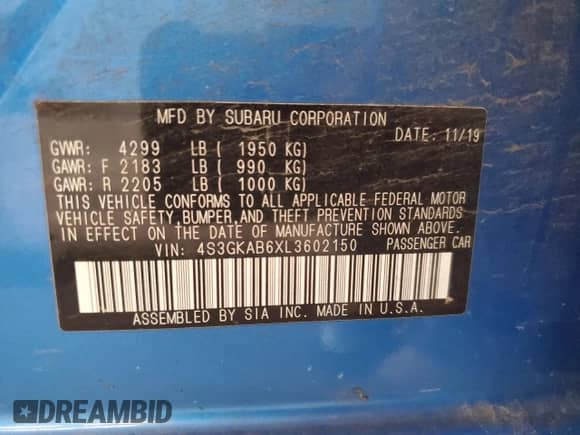 MFD BY SUBARU CORPORATION
DATE: 11/19
GVWR: 4299 LB ( 1950 KG)
GAWR: F 2183 LB ( 990 KG)
GAWR: R 2205 LB ( 1000 KG)
THIS VEHICLE CONFORMS TO ALL APPLICABLE FEDERAL MOTOR
VEHICLE SAFETY,BUMPER,AND THEFT PREVENTION STANDARDS
IN EFFECT ON THE DATE OF MANUFACTURE SHOWN ABOVE.
VIN: 4S3GKAB6XL3602150 PASSENGER CAR
ASSEMBLED BY SIA INC. MADE IN U.S.A.
DREAMBID